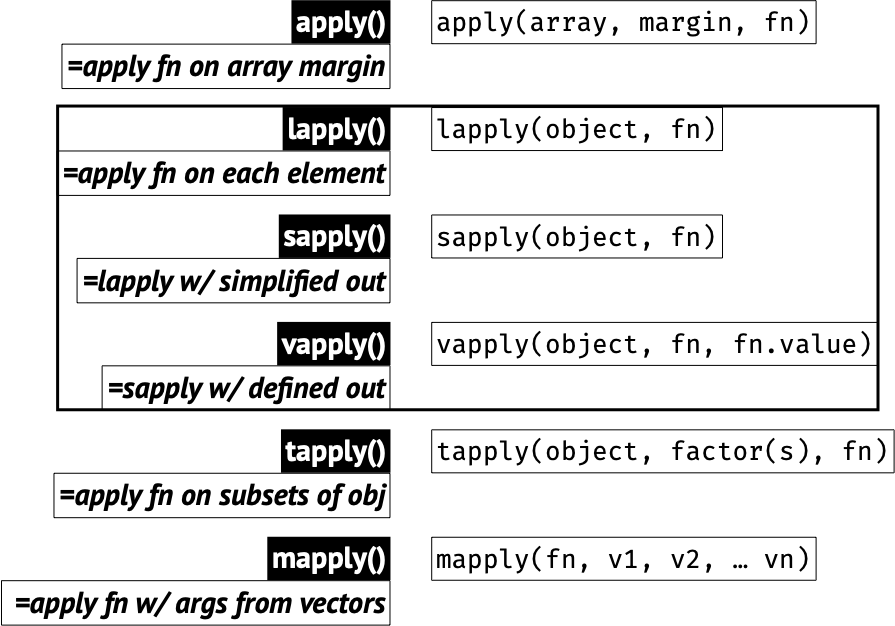 apply() apply(array, margin, fn)
=apply fn on array margin
lapply() lapply(object, fn)
=apply fn on each element
sapply() sapply(object, fn)
=lapply w/ simplified out
vapply() vapply(object, fn, fn.value)
=sapply w/ defined out
tapply() tapply(object, factor(s), fn)
=apply fn on subsets of obj
mapply() mapply(fn, v1, v2, … vn)
=apply fn w/ args from vectors